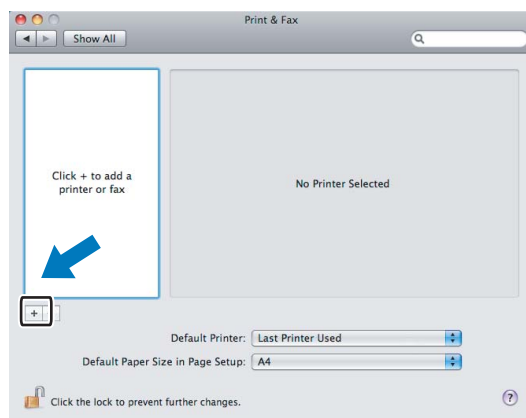 Print & Fax
Show All
Click + to add a
printer or fax
No Printer Selected
+
Default Printer: Last Printer Used
Default Paper Size in Page Setup: A4
Click the lock to prevent further changes.
?